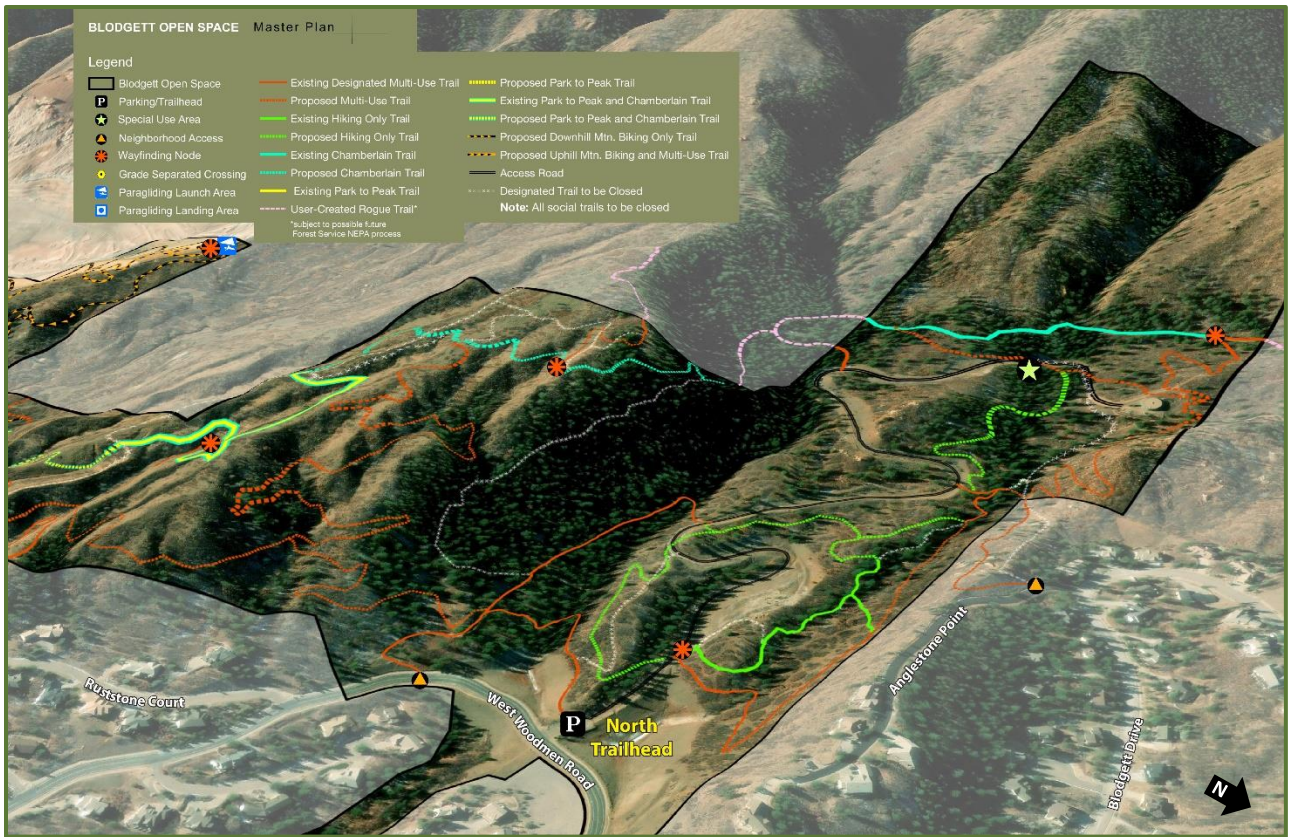 BLODGETT OPEN SPACE Master Plan
Legend
Blodgett Open Space
P Parking/Trailhead
Special Use Area
Neighborhood Access
Wayfinding Node
Grade Separated Crossing
Paragliding Launch Area
Paragliding Landing Area
Existing Designated Multi-Use Trail
Proposed Multi-Use Trail
Existing Hiking Only Trail
Proposed Hiking Only Trail
Existing Chamberlain Trail
Proposed Chamberlain Trail
Existing Park to Peak Trail
User-Created Rogue Trail*
*subject to possible future
Forest Service NEPA process
Proposed Park to Peak Trail
Existing Park to Peak and Chamberlain Trail
Proposed Park to Peak and Chamberlain Trail
Proposed Downhill Mtn. Biking Only Trail
Proposed Uphill Mtn. Biking and Multi-Use Trail
Access Road
Designated Trail to be Closed
Note: All social trails to be closed
Ruststone Court
West Woodmen Road
P
North
Trailhead
Anglestone Point
Blodgett Drive
N